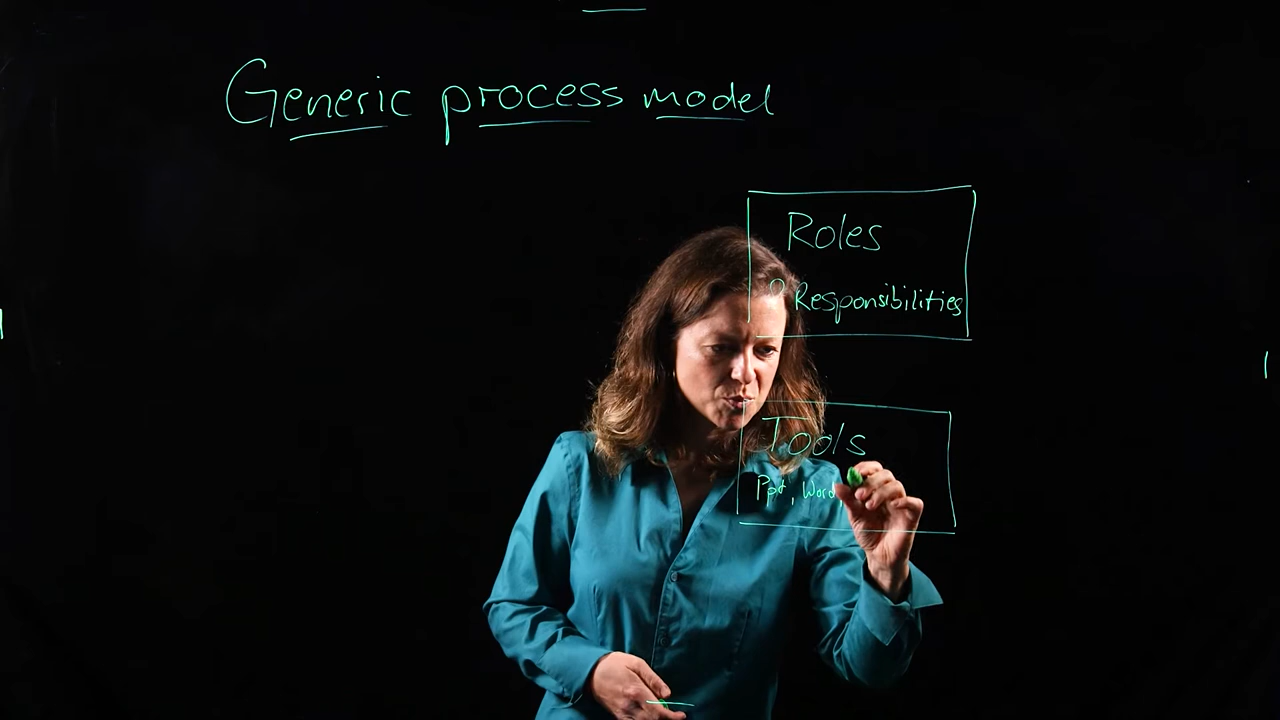 Generic process model
Roles
Responsibilities
Tools
Ppt, Word,